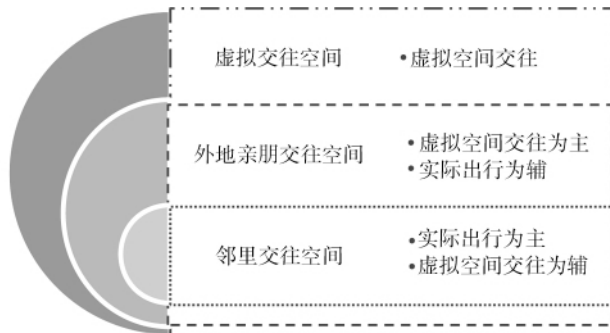 虚拟交往空间
•虚拟空间交往
外地亲朋交往空间
•虚拟空间交往为主
•实际出行为辅
邻里交往空间
•实际出行为主
•虚拟空间交往为辅